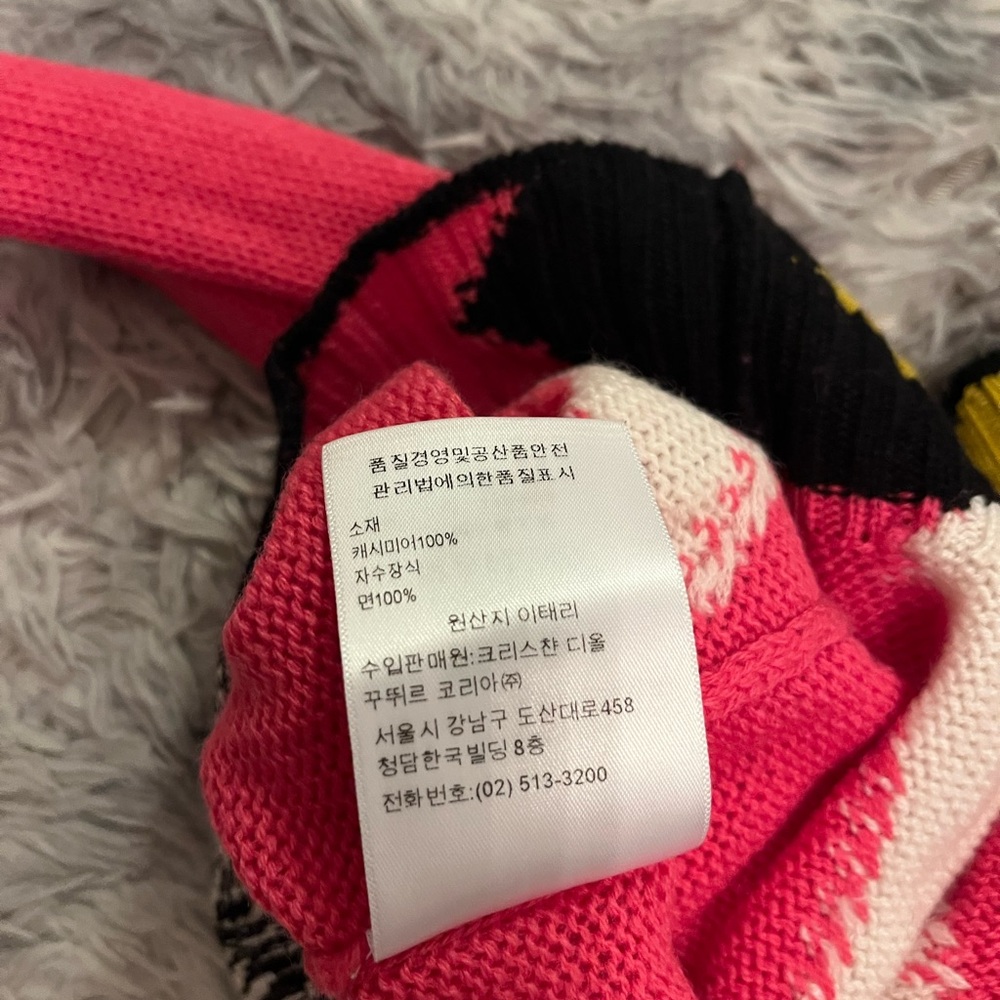 품질경영및공산품안전
관리법에의한품질표시
소재
캐시미어100%
자수장식
면100%
원산지 이태리
수입판매원:크리스챤 디올
꾸뛰르 코리아㈜
서울시 강남구 도산대로458
청담한국빌딩 8층
전화번호:(02) 513-3200